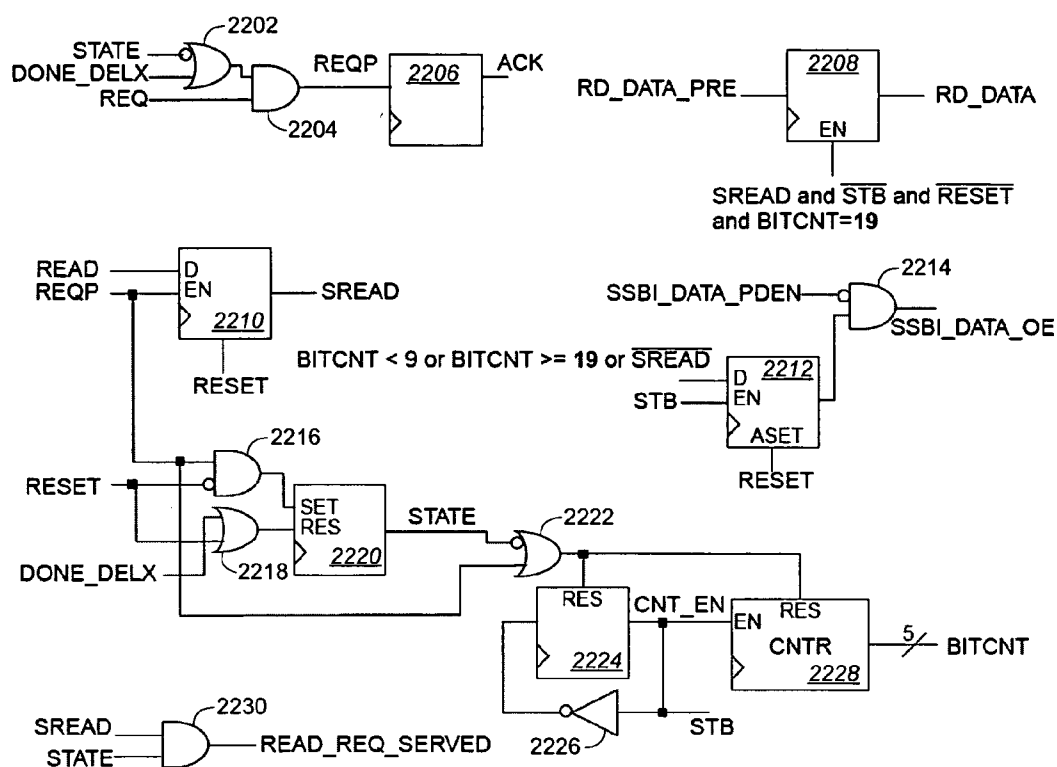 2202
STATE
DONE_DELX
REQ
2204
REQP
2206
ACK
RD_DATA_PRE
2208
EN
RD_DATA
SREAD and S̅T̅B̅ and R̅E̅S̅E̅T̅
and BITCNT=19
READ
REQP
D
EN
2210
SREAD
RESET
SSBI_DATA_PDEN
2214
SSBI_DATA_OE
BITCNT < 9 or BITCNT >= 19 or S̅R̅E̅A̅D̅
STB
D
EN
2212
ASET
RESET
2216
RESET
DONE_DELX
2218
SET
RES
2220
STATE
2222
RES
2224
CNT_EN
2226
STB
EN
RES
CNTR
2228
5
BITCNT
SREAD
STATE
2230
READ_REQ_SERVED